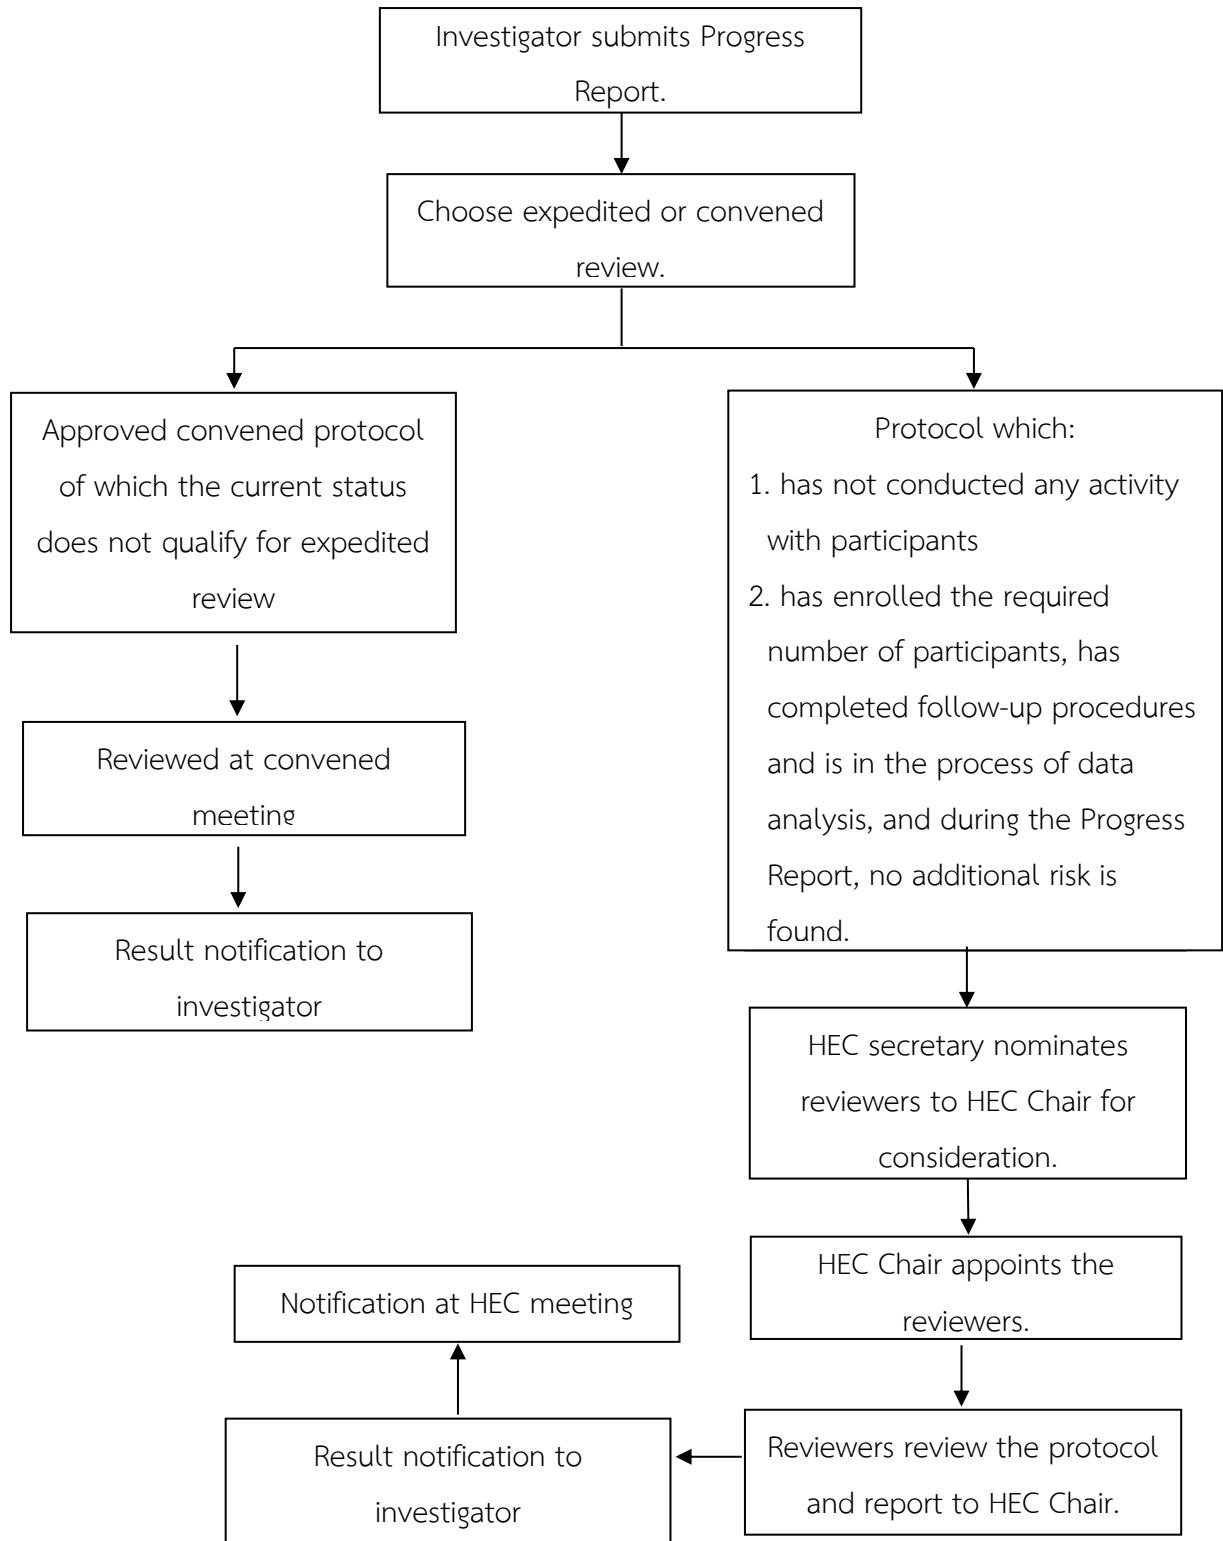 Investigator submits Progress
Report.
Choose expedited or convened
review.
Approved convened protocol
of which the current status
does not qualify for expedited
review
Reviewed at convened
meeting
Result notification to
investigator
Protocol which:
1. has not conducted any activity
with participants
2. has enrolled the required
number of participants, has
completed follow-up procedures
and is in the process of data
analysis, and during the Progress
Report, no additional risk is
found.
HEC secretary nominates
reviewers to HEC Chair for
consideration.
HEC Chair appoints the
reviewers.
Reviewers review the protocol
and report to HEC Chair.
Result notification to
investigator
Notification at HEC meeting